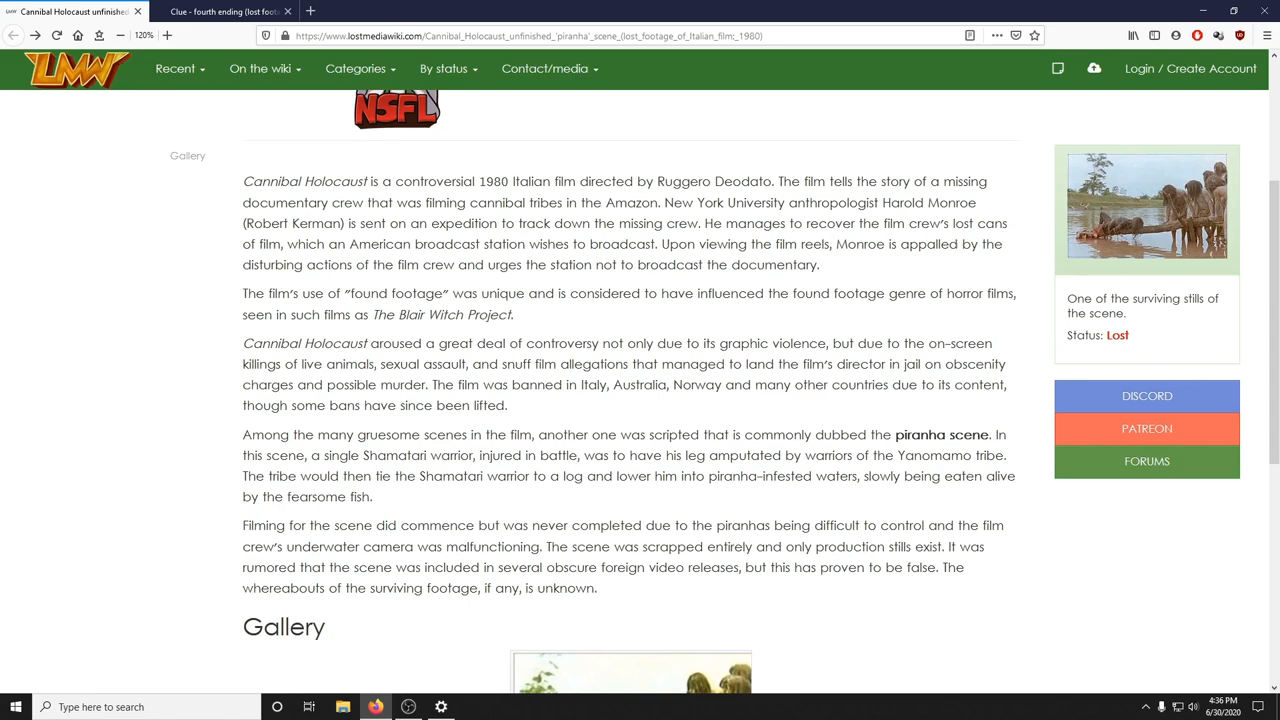 Cannibal Holocaust unfinished
Clue - fourth ending (lost foot
120%
https://www.lostmediawiki.com/Cannibal_Holocaust_unfinished_'piranha'_scene_(lost_footage_of_Italian_film;_1980)
LMW
Recent
On the wiki
Categories
By status
Contact/media
Login / Create Account
NSFL
Gallery
Cannibal Holocaust is a controversial 1980 Italian film directed by Ruggero Deodato. The film tells the story of a missing
documentary crew that was filming cannibal tribes in the Amazon. New York University anthropologist Harold Monroe
(Robert Kerman) is sent on an expedition to track down the missing crew. He manages to recover the film crew's lost cans
of film, which an American broadcast station wishes to broadcast. Upon viewing the film reels, Monroe is appalled by the
disturbing actions of the film crew and urges the station not to broadcast the documentary.
The film's use of "found footage" was unique and is considered to have influenced the found footage genre of horror films,
seen in such films as The Blair Witch Project.
Cannibal Holocaust aroused a great deal of controversy not only due to its graphic violence, but due to the on-screen
killings of live animals, sexual assault, and snuff film allegations that managed to land the film's director in jail on obscenity
charges and possible murder. The film was banned in Italy, Australia, Norway and many other countries due to its content,
though some bans have since been lifted.
Among the many gruesome scenes in the film, another one was scripted that is commonly dubbed the piranha scene. In
this scene, a single Shamatari warrior, injured in battle, was to have his leg amputated by warriors of the Yanomamo tribe.
The tribe would then tie the Shamatari warrior to a log and lower him into piranha-infested waters, slowly being eaten alive
by the fearsome fish.
Filming for the scene did commence but was never completed due to the piranhas being difficult to control and the film
crew's underwater camera was malfunctioning. The scene was scrapped entirely and only production stills exist. It was
rumored that the scene was included in several obscure foreign video releases, but this has proven to be false. The
whereabouts of the surviving footage, if any, is unknown.
Gallery
One of the surviving stills of
the scene.
Status: Lost
DISCORD
PATREON
FORUMS
Type here to search
4:36 PM
6/30/2020